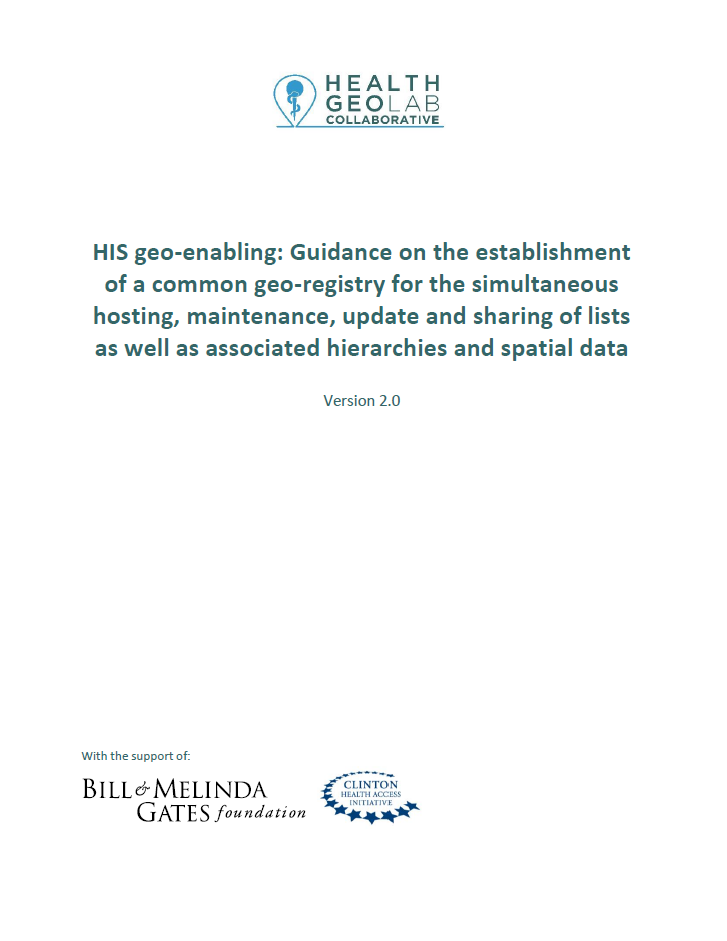 HEALTH
GEOLAB
COLLABORATIVE
HIS geo-enabling: Guidance on the establishment
of a common geo-registry for the simultaneous
hosting, maintenance, update and sharing of lists
as well as associated hierarchies and spatial data
Version 2.0
With the support of:
BILL & MELINDA
GATES foundation
CLINTON
HEALTH ACCESS
INITIATIVE